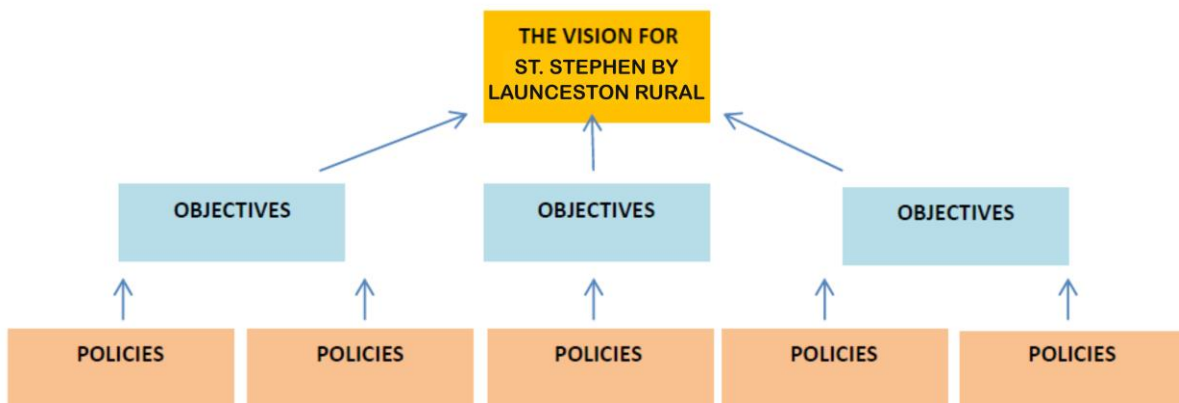 THE VISION FOR
ST. STEPHEN BY
LAUNCESTON RURAL
OBJECTIVES
OBJECTIVES
OBJECTIVES
POLICIES
POLICIES
POLICIES
POLICIES
POLICIES